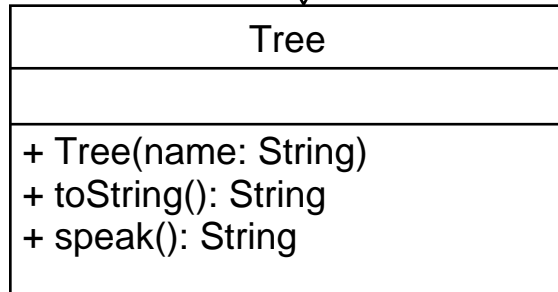 Tree
+ Tree(name: String)
+ toString(): String
+ speak(): String